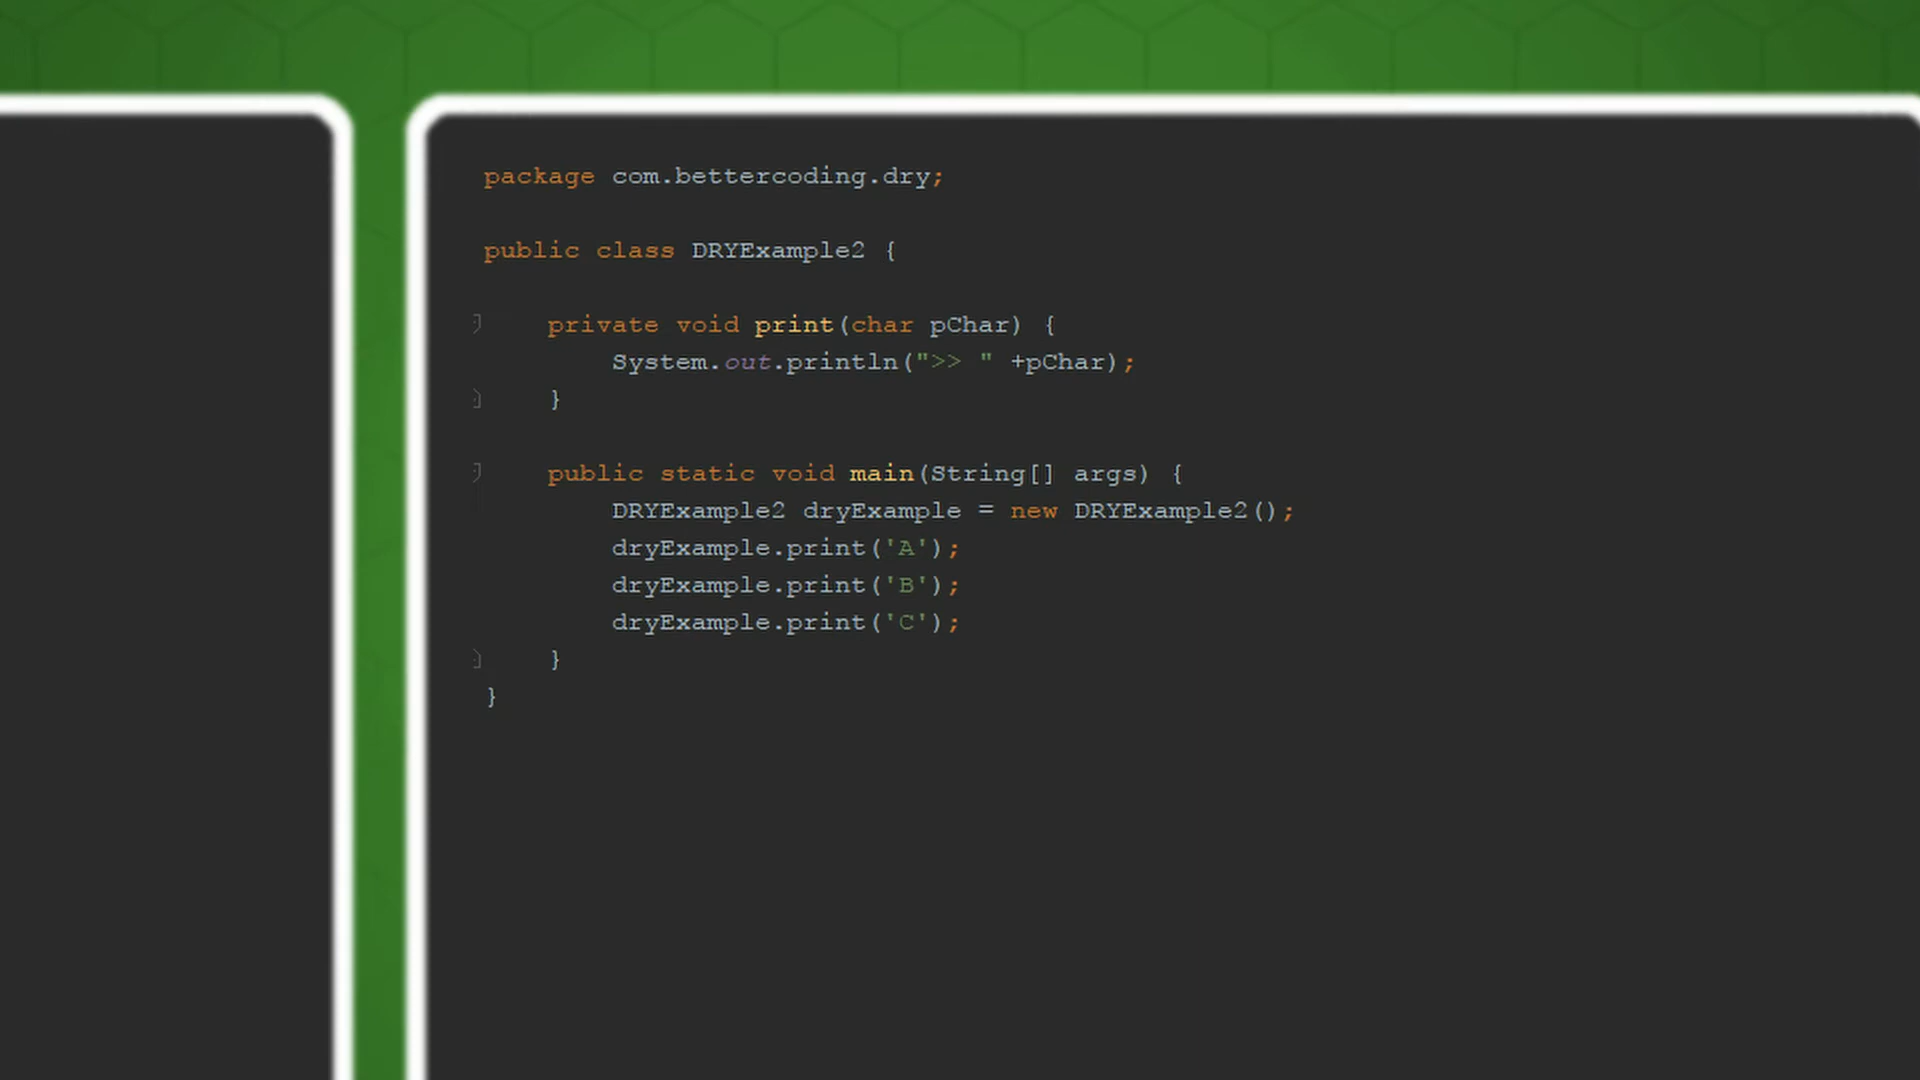 package com.bettercoding.dry;
public class DRYExample2 {
private void print(char pChar) {
System.out.println(">> " +pChar);
}
public static void main(String[] args) {
DRYExample2 dryExample = new DRYExample2();
dryExample.print('A');
dryExample.print('B');
dryExample.print('C');
}
}